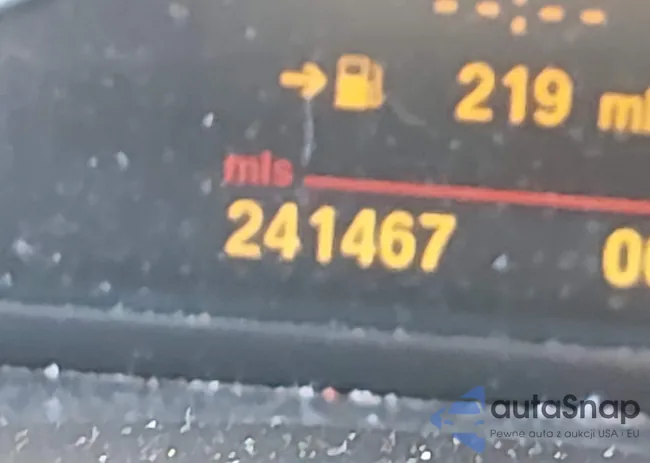 --:--
219 mi
mls
241467
autaSnap
Pewne auta z aukcji USA i EU